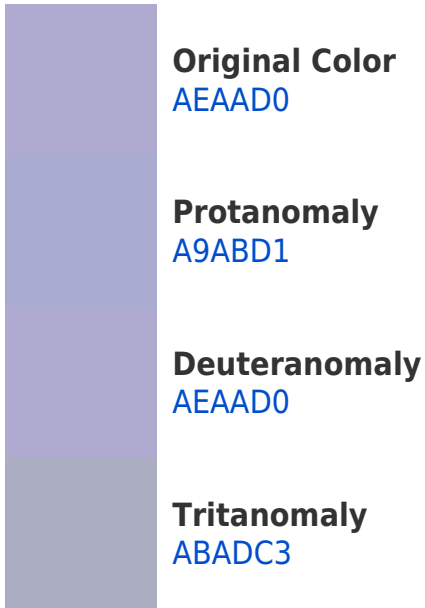 Original Color
AEAAD0
Protanomaly
A9ABD1
Deuteranomaly
AEAAD0
Tritanomaly
ABADC3